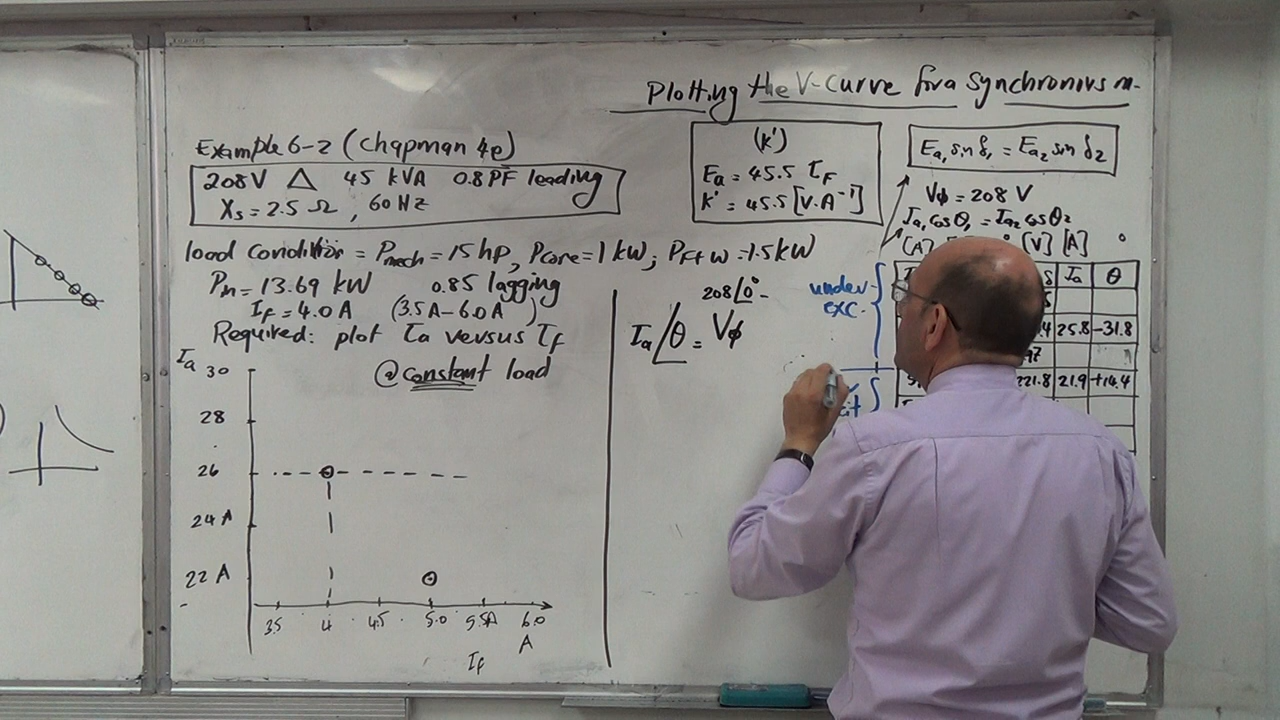 Plotting the V-curve for a synchronius m.
Example 6-2 (Chapman 4e)
208V Δ 45 kVA 0.8 PF leading
Xs = 2.5 Ω , 60 Hz
(k')
Ea = 45.5 If
k' = 45.5 [V.A⁻¹]
Ea₁ sin δ₁ = Ea₂ sin δ₂
Vφ = 208 V
Ia₁ cos θ₁ = Ia₂ cos θ₂
[A]
° [V] [A] °
load condition = Pmech = 15 hp, Pcore = 1 kW, PF+w = 1.5 kW
Pin = 13.69 kW 0.85 lagging
If = 4.0 A (3.5A-6.0A)
Required: plot Ia versus If
@ constant load
under-
exc.
Ia θ
25.8 -31.8
221.8 21.9 +14.4
208∠0° -
Ia∠θ = Vφ
Ia 30
28
26
24 A
22 A
3.5 4 4.5 5.0 5.5A 6.0
A
If